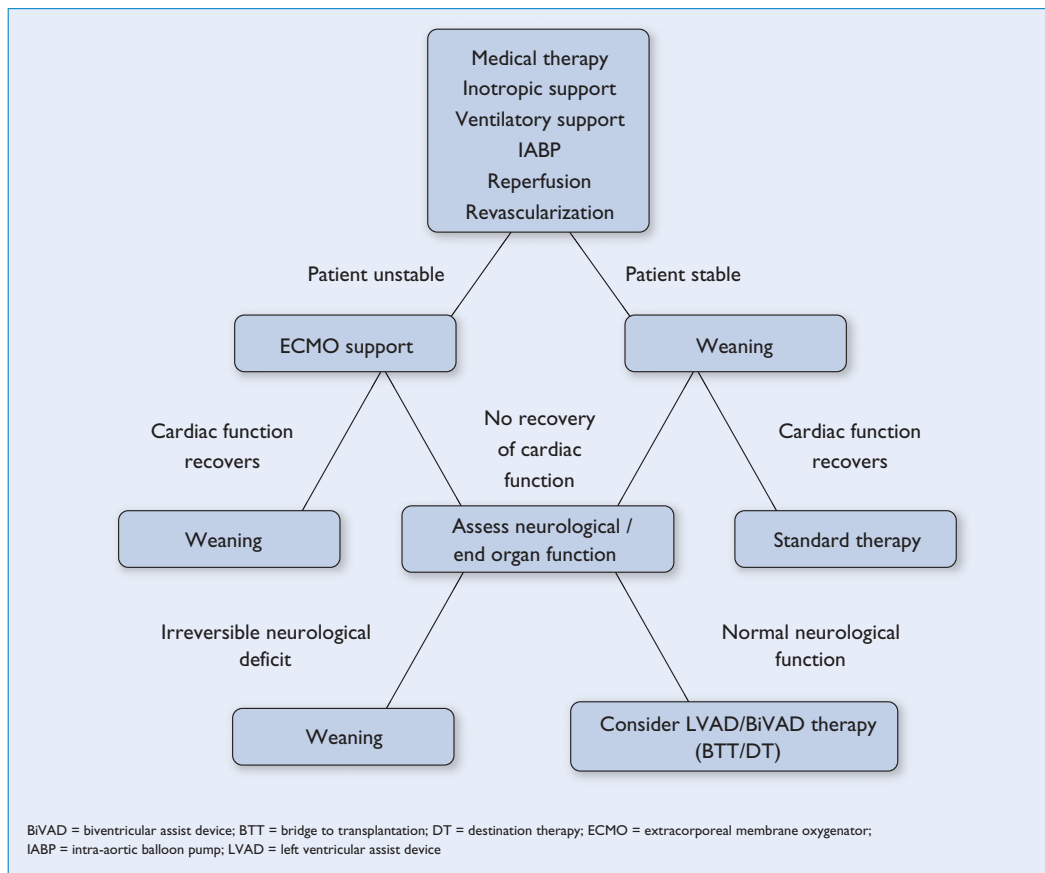 Medical therapy
Inotropic support
Ventilatory support
IABP
Reperfusion
Revascularization
Patient unstable
Patient stable
ECMO support
Weaning
Cardiac function
recovers
No recovery
of cardiac
function
Cardiac function
recovers
Weaning
Assess neurological /
end organ function
Standard therapy
Irreversible neurological
deficit
Normal neurological
function
Weaning
Consider LVAD/BiVAD therapy
(BTT/DT)
BiVAD = biventricular assist device; BTT = bridge to transplantation; DT = destination therapy; ECMO = extracorporeal membrane oxygenator;
IABP = intra-aortic balloon pump; LVAD = left ventricular assist device